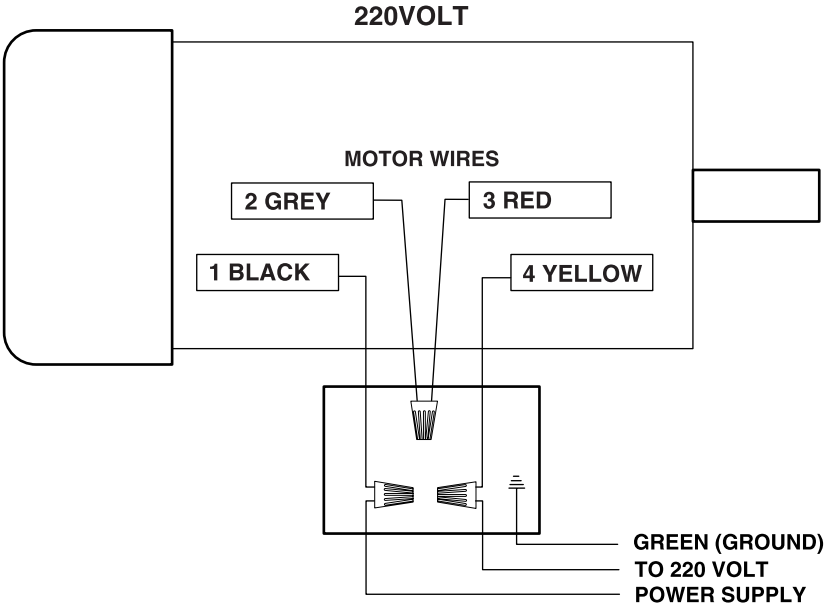 220VOLT
MOTOR WIRES
2 GREY
3 RED
1 BLACK
4 YELLOW
GREEN (GROUND)
TO 220 VOLT
POWER SUPPLY